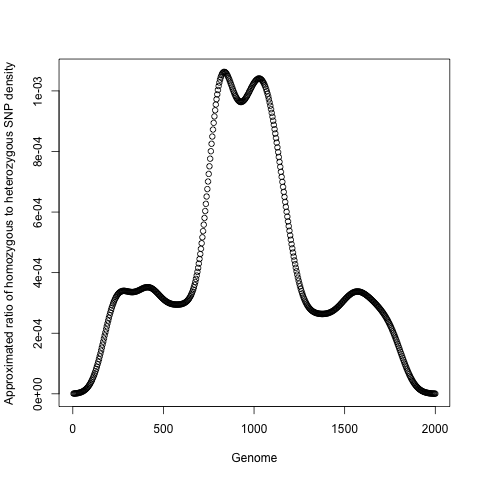 Approximated ratio of homozygous to heterozygous SNP density
1e-03
8e-04
6e-04
4e-04
2e-04
0e+00
0 500 1000 1500 2000
Genome